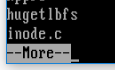 hugetlbfs
inode.c
--More--